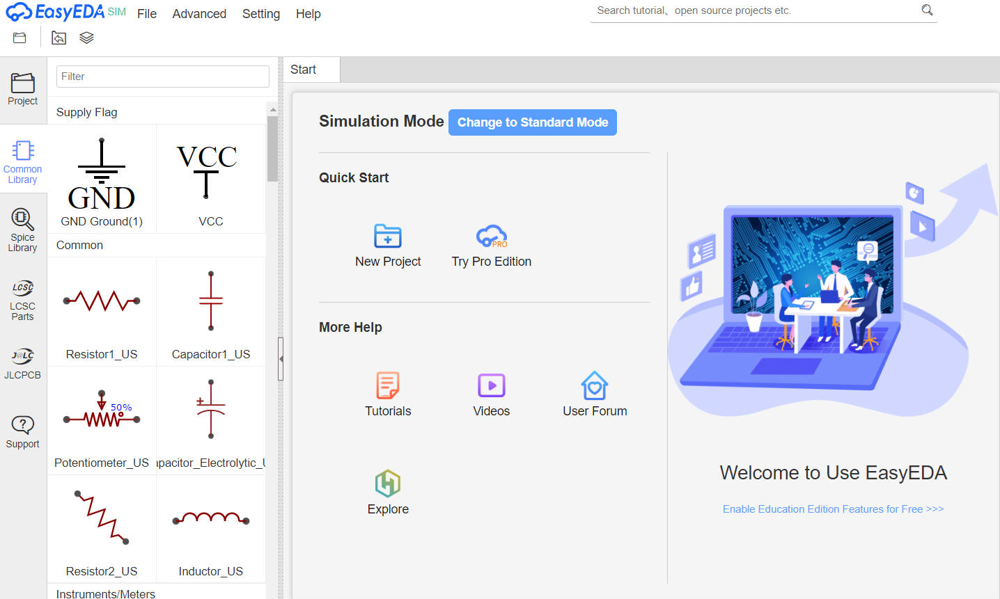 EasyEDA SIM File Advanced Setting Help
Search tutorial、open source projects etc.
Project
Common
Library
Spice
Library
LCSC
LCSC
Parts
J@LC
JLCPCB
Support
Filter
Supply Flag
GND
GND Ground(1)
VCC
VCC
Common
Resistor1_US
Capacitor1_US
50%
Potentiometer_US
apacitor_Electrolytic_U
Resistor2_US
Inductor_US
Instruments/Meters
Start
Simulation Mode
Change to Standard Mode
Quick Start
New Project
PRO
Try Pro Edition
More Help
Tutorials
Videos
User Forum
Explore
Welcome to Use EasyEDA
Enable Education Edition Features for Free >>>